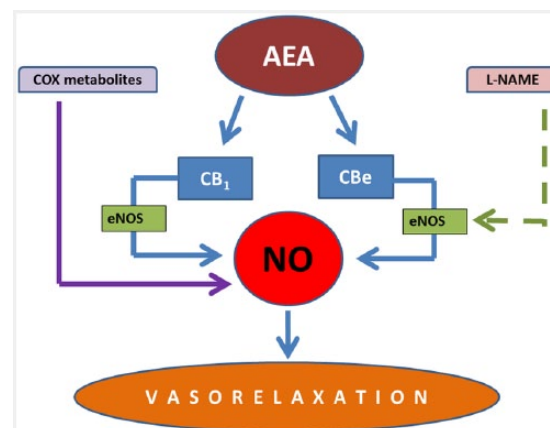 AEA
COX metabolites
L-NAME
CB₁
CBe
eNOS
eNOS
NO
VASORELAXATION